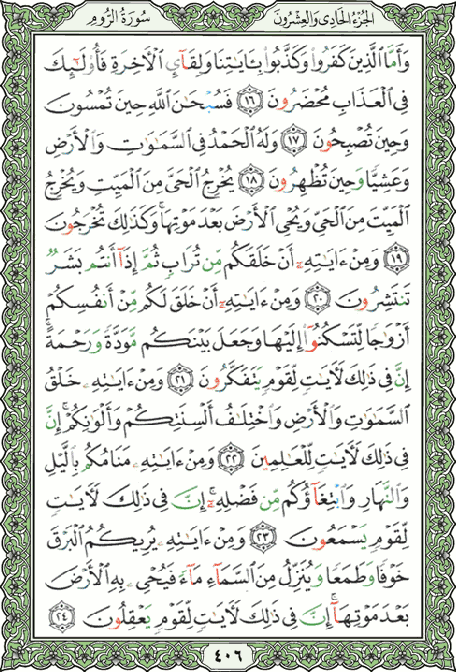 الجزء الحادى والعشرون سورة الروم
وَأَمَّا ٱلَّذِينَ كَفَرُوا۟ وَكَذَّبُوا۟ بِـَٔايَٰتِنَا وَلِقَآئِ ٱلْأَخِرَةِ فَأُو۟لَٰٓئِكَ
فِى ٱلْعَذَابِ مُحْضَرُونَ ١٦ فَسُبْحَٰنَ ٱللَّهِ حِينَ تُمْسُونَ
وَحِينَ تُصْبِحُونَ ١٧ وَلَهُ ٱلْحَمْدُ فِى ٱلسَّمَٰوَٰتِ وَٱلْأَرْضِ
وَعَشِيًّا وَحِينَ تُظْهِرُونَ ١٨ يُخْرِجُ ٱلْحَىَّ مِنَ ٱلْمَيِّتِ وَيُخْرِجُ
ٱلْمَيِّتَ مِنَ ٱلْحَىِّ وَيُحْىِ ٱلْأَرْضَ بَعْدَ مَوْتِهَا ۚ وَكَذَٰلِكَ تُخْرَجُونَ
١٩ وَمِنْ ءَايَٰتِهِۦٓ أَنْ خَلَقَكُم مِّن تُرَابٍ ثُمَّ إِذَآ أَنتُم بَشَرٌ
تَنتَشِرُونَ ٢٠ وَمِنْ ءَايَٰتِهِۦٓ أَنْ خَلَقَ لَكُم مِّنْ أَنفُسِكُمْ
أَزْوَٰجًا لِّتَسْكُنُوٓا۟ إِلَيْهَا وَجَعَلَ بَيْنَكُم مَّوَدَّةً وَرَحْمَةً ۚ
إِنَّ فِى ذَٰلِكَ لَأَيَٰتٍ لِّقَوْمٍ يَتَفَكَّرُونَ ٢١ وَمِنْ ءَايَٰتِهِۦ خَلْقُ
ٱلسَّمَٰوَٰتِ وَٱلْأَرْضِ وَٱخْتِلَٰفُ أَلْسِنَتِكُمْ وَأَلْوَٰنِكُمْ ۚ إِنَّ
فِى ذَٰلِكَ لَأَيَٰتٍ لِّلْعَٰلِمِينَ ٢٢ وَمِنْ ءَايَٰتِهِۦ مَنَامُكُم بِٱلَّيْلِ
وَٱلنَّهَارِ وَٱبْتِغَآؤُكُم مِّن فَضْلِهِۦٓ ۚ إِنَّ فِى ذَٰلِكَ لَأَيَٰتٍ
لِّقَوْمٍ يَسْمَعُونَ ٢٣ وَمِنْ ءَايَٰتِهِۦ يُرِيكُمُ ٱلْبَرْقَ
خَوْفًا وَطَمَعًا وَيُنَزِّلُ مِنَ ٱلسَّمَآءِ مَآءً فَيُحْىِۦ بِهِ ٱلْأَرْضَ
بَعْدَ مَوْتِهَآ ۚ إِنَّ فِى ذَٰلِكَ لَأَيَٰتٍ لِّقَوْمٍ يَعْقِلُونَ ٢٤
٤٠٦